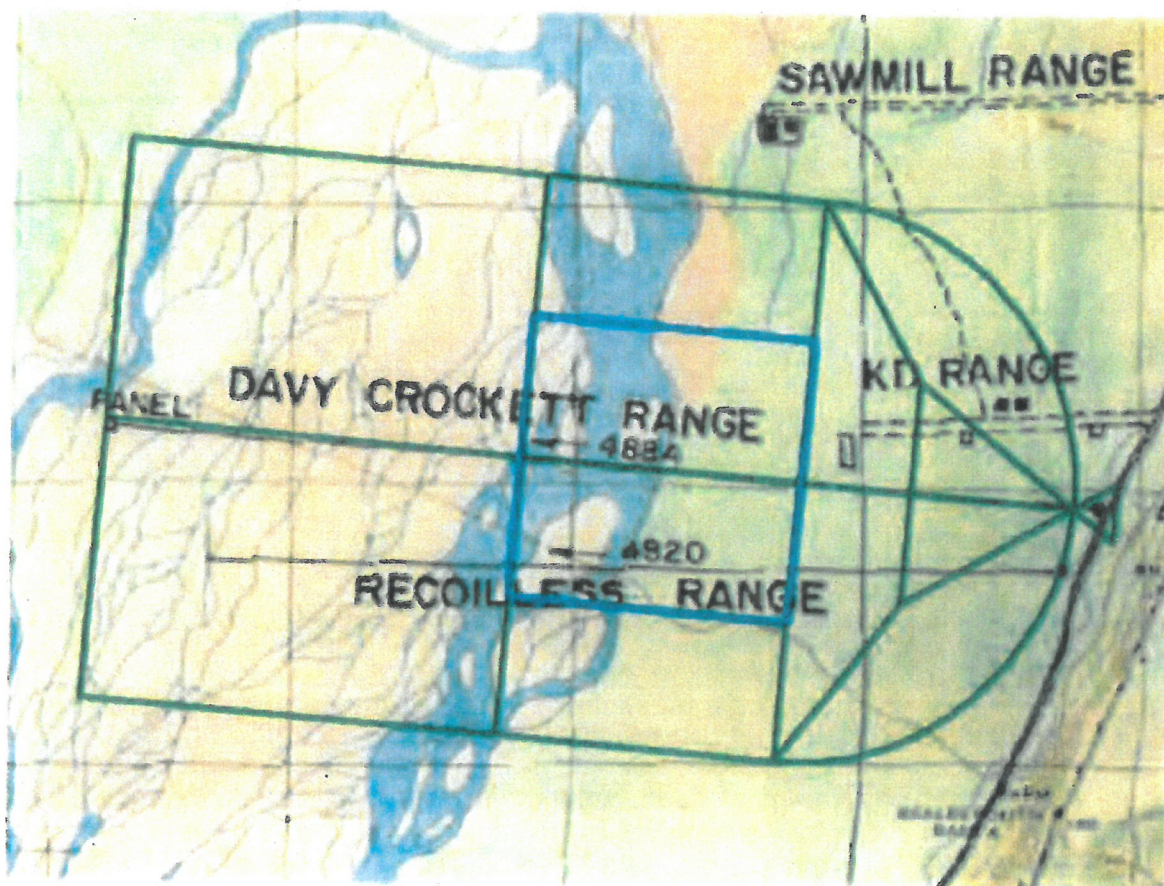 SAWMILL RANGE
KD RANGE
PANEL
DAVY CROCKETT RANGE
4884
4920
RECOILLESS RANGE